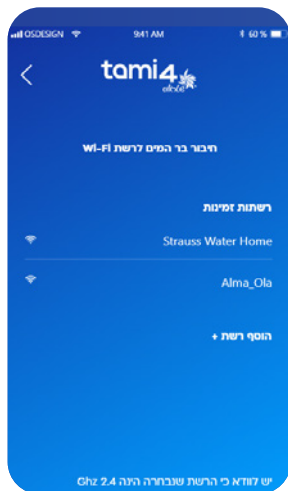 OSDESIGN 9:41 AM 60 %
tami4
חיבור בר המים לרשת Wi-Fi
רשתות זמינות
Strauss Water Home
Alma_Ola
הוסף רשת +
יש לוודא כי הרשת שנבחרה הינה 2.4 Ghz